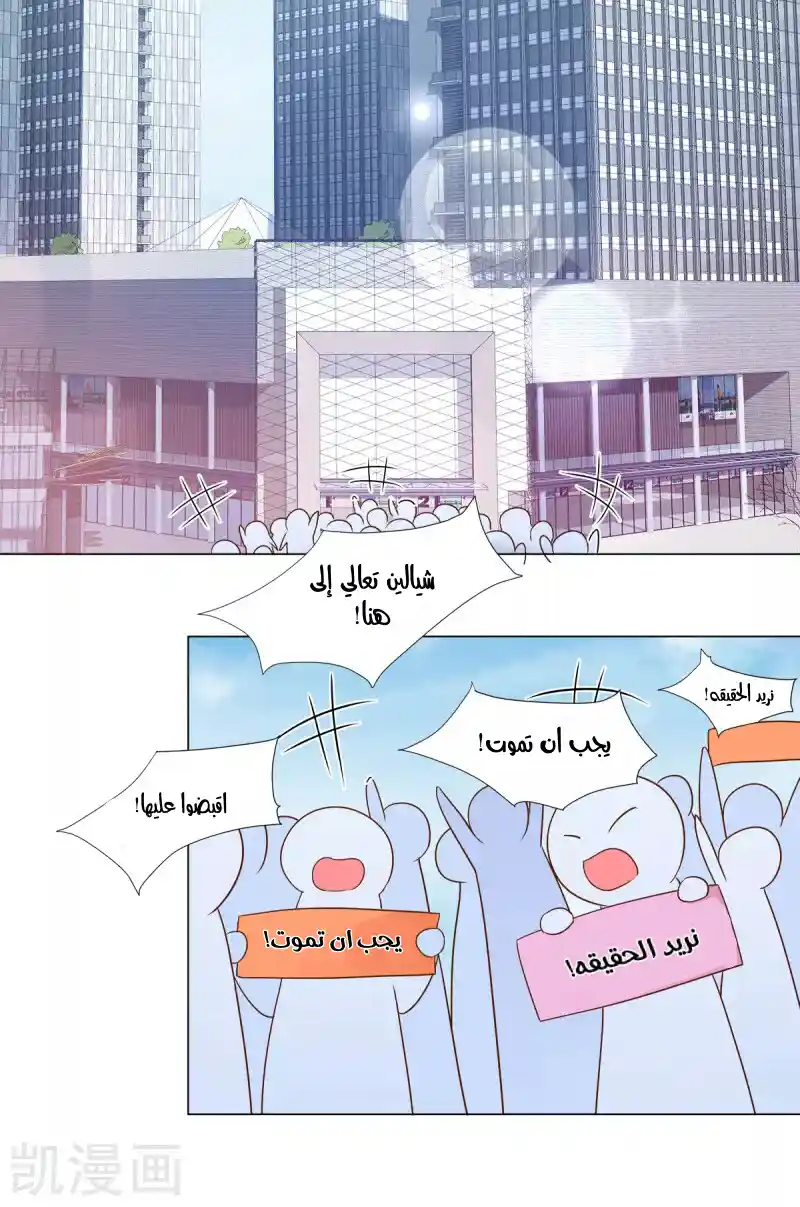 شيالين تعالي إلى
هنا!
نريد الحقيقه!
يجب ان تموت!
اقبضوا عليها!
نريد الحقيقه!
يجب ان تموت!
凯漫画